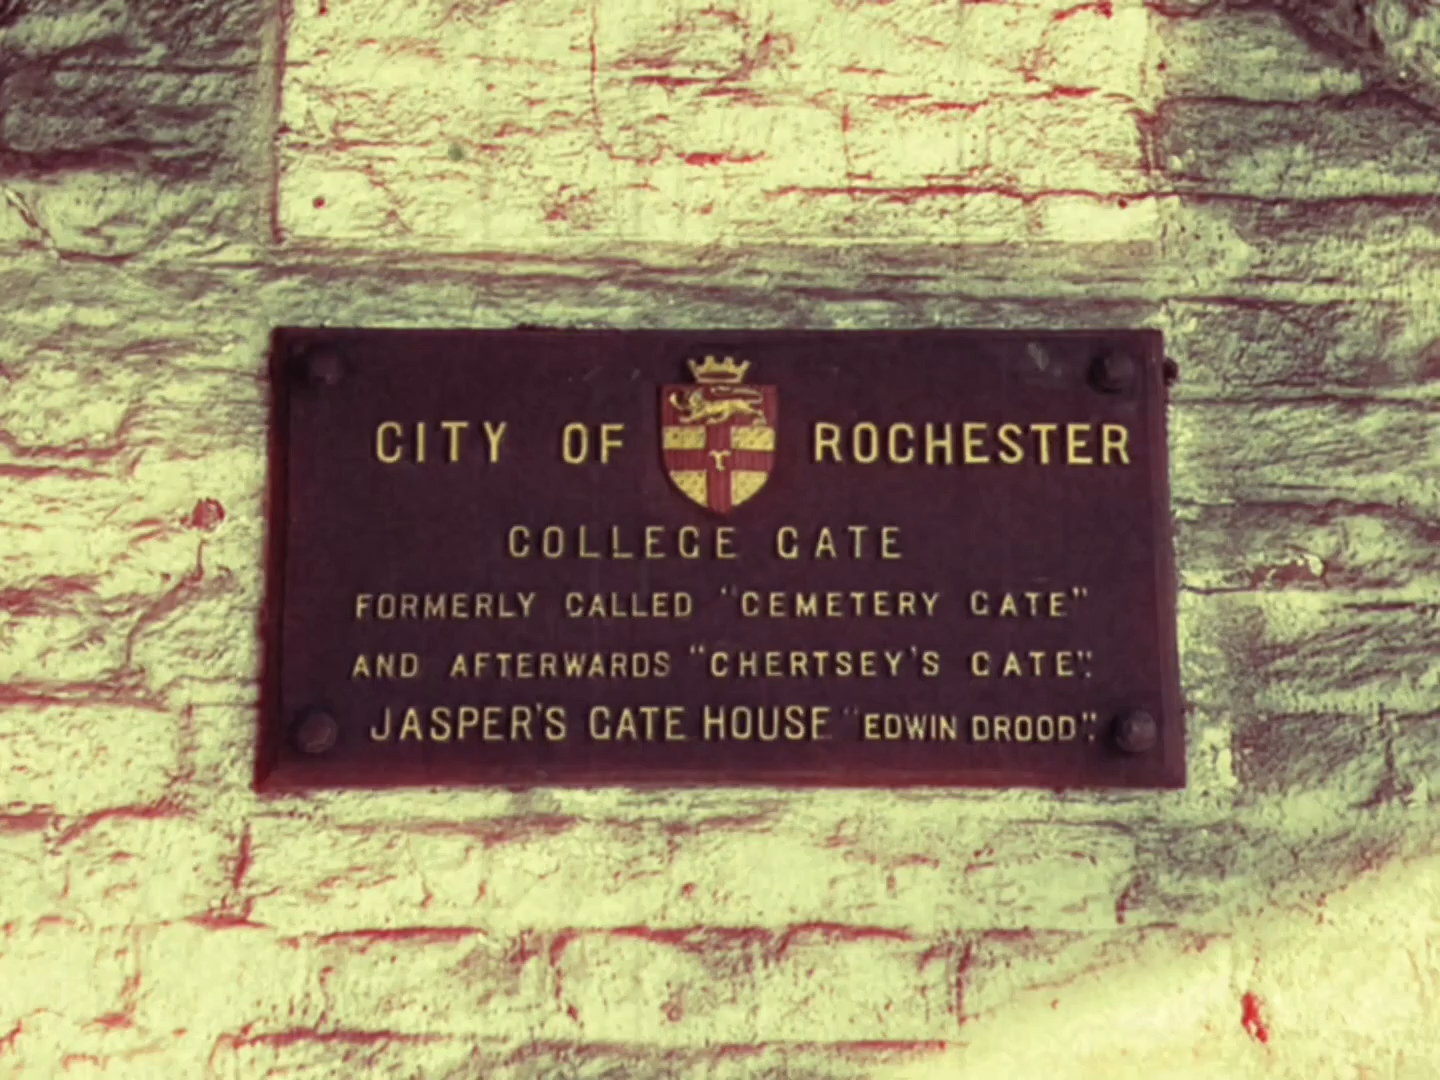 CITY OF ROCHESTER
COLLEGE GATE
FORMERLY CALLED "CEMETERY GATE"
AND AFTERWARDS "CHERTSEY'S GATE".
JASPER'S GATE HOUSE "EDWIN DROOD".